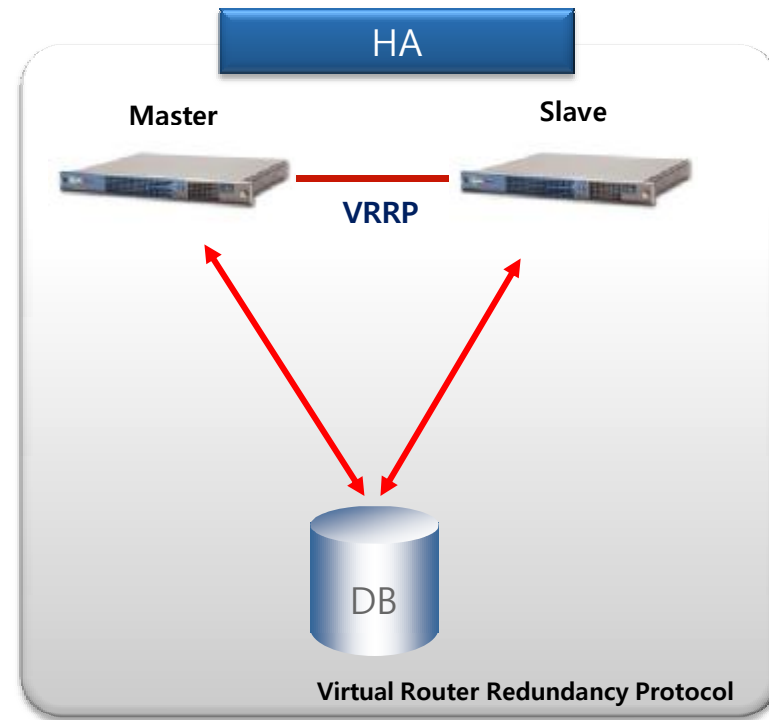 HA
Master
Slave
VRRP
DB
Virtual Router Redundancy Protocol